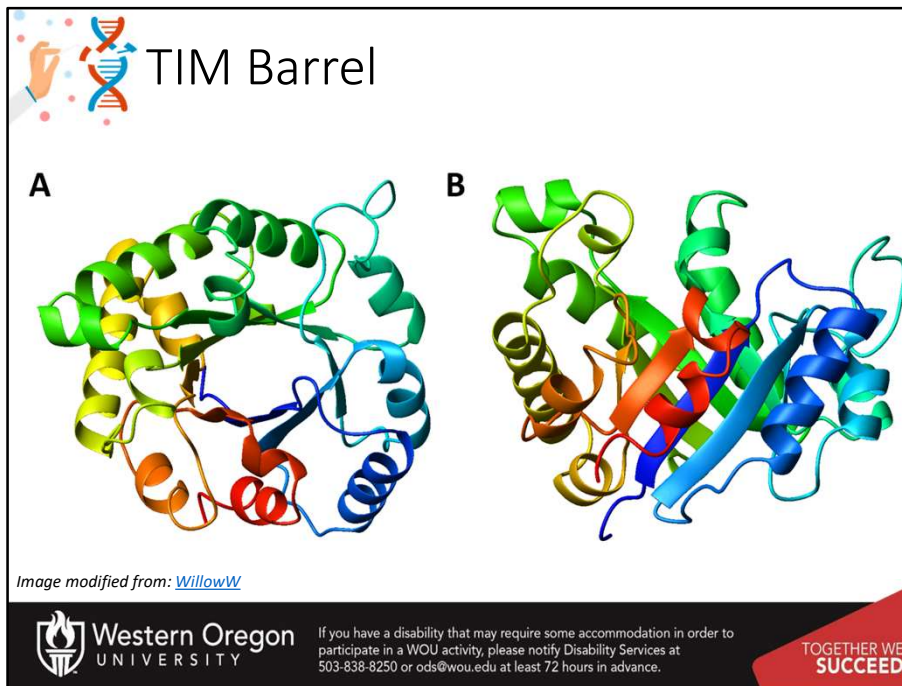 TIM Barrel
A
B
Image modified from: WillowW
Western Oregon
UNIVERSITY
If you have a disability that may require some accommodation in order to
participate in a WOU activity, please notify Disability Services at
503-838-8250 or ods@wou.edu at least 72 hours in advance.
TOGETHER WE
SUCCEED